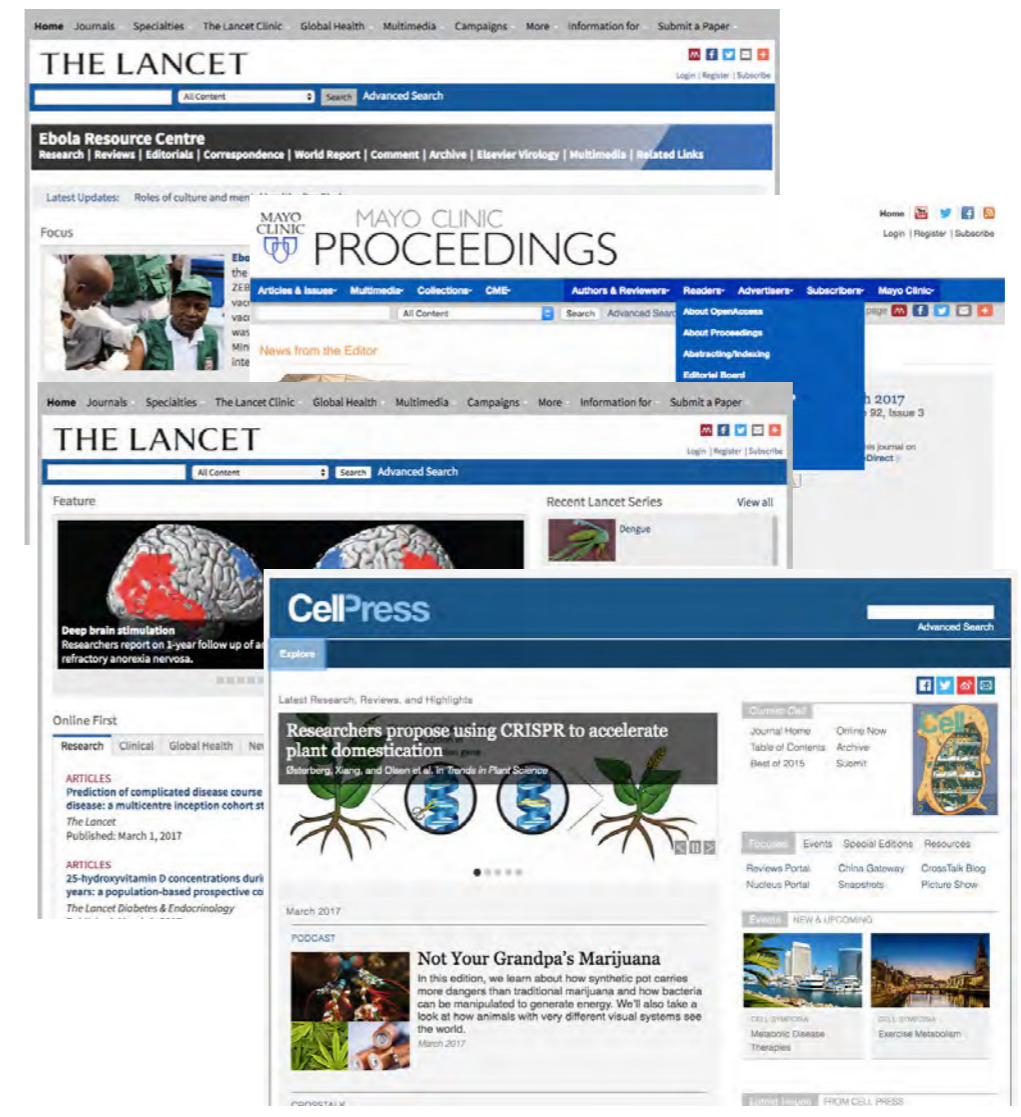 Home Journals Specialties The Lancet Clinic Global Health Multimedia Campaigns More Information for Submit a Paper
THE LANCET
Login | Register | Subscribe
All Content Search Advanced Search
Ebola Resource Centre
Research | Reviews | Editorials | Correspondence | World Report | Comment | Archive | Elsevier Virology | Multimedia | Related Links
Latest Updates: Roles of culture and
Focus
the
ZEB
was
MAYO CLINIC
MAYO CLINIC
PROCEEDINGS
Home
Login | Register | Subscribe
Articles & Issues Multimedia Collections CME Authors & Reviewers Readers Advertisers Subscribers Mayo Clinic
All Content Search Advanced
page
About OpenAccess
About Proceedings
Abstracting/Indexing
Editorial Board
News from the Editor
2017
92, Issue 3
journal on
Home Journals Specialties The Lancet Clinic Global Health Multimedia Campaigns More Information for Submit a Paper
THE LANCET
Login | Register | Subscribe
All Content Search Advanced Search
Feature
Deep brain stimulation
Researchers report on 1-year follow up of
refractory anorexia nervosa.
Recent Lancet Series View all
Dengue
Online First
Research Clinical Global Health
ARTICLES
Prediction of complicated disease course
disease: a multicentre inception cohort
The Lancet
Published: March 1, 2017
ARTICLES
25-hydroxyvitamin D concentrations
years: a population-based prospective
The Lancet Diabetes & Endocrinology
CellPress
Advanced Search
Explore
Latest Research, Reviews, and Highlights
Researchers propose using CRISPR to accelerate
plant domestication
Østerberg, Xiang, and Olsen et al. in Trends in Plant Science
Current Cell
Journal Home Online Now
Table of Contents Archive
Best of 2015 Submit
Cell
Focuses Events Special Editions Resources
Reviews Portal China Gateway CrossTalk Blog
Nucleus Portal Snapshots Picture Show
Events NEW & UPCOMING
CELL SYMPOSIA
Metabolic Disease
Therapies
CELL SYMPOSIA
Exercise Metabolism
Latest Issues FROM CELL PRESS
March 2017
PODCAST
Not Your Grandpa's Marijuana
In this edition, we learn about how synthetic pot carries
more dangers than traditional marijuana and how bacteria
can be manipulated to generate energy. We'll also take a
look at how animals with very different visual systems see
the world.
March 2017
CROSSTALK